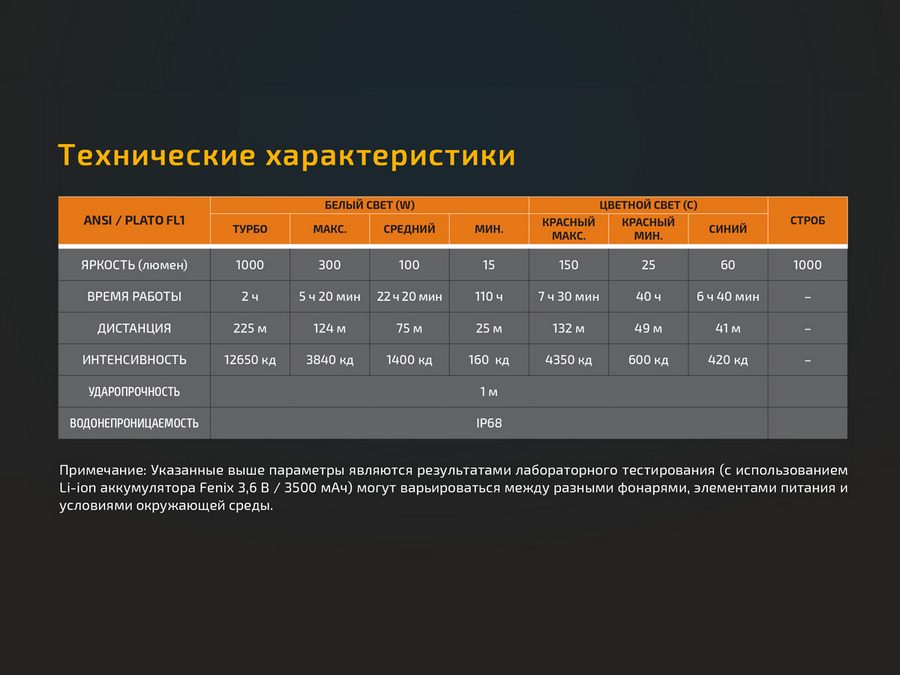 Технические характеристики
ANSI / PLATO FL1 БЕЛЫЙ СВЕТ (W) ЦВЕТНОЙ СВЕТ (C) СТРОБ
ТУРБО МАКС. СРЕДНИЙ МИН. КРАСНЫЙ МАКС. КРАСНЫЙ МИН. СИНИЙ
ЯРКОСТЬ (люмен) 1000 300 100 15 150 25 60 1000
ВРЕМЯ РАБОТЫ 2 ч 5 ч 20 мин 22 ч 20 мин 110 ч 7 ч 30 мин 40 ч 6 ч 40 мин –
ДИСТАНЦИЯ 225 м 124 м 75 м 25 м 132 м 49 м 41 м –
ИНТЕНСИВНОСТЬ 12650 кд 3840 кд 1400 кд 160 кд 4350 кд 600 кд 420 кд –
УДАРОПРОЧНОСТЬ 1 м
ВОДОНЕПРОНИЦАЕМОСТЬ IP68
Примечание: Указанные выше параметры являются результатами лабораторного тестирования (с использованием
Li-ion аккумулятора Fenix 3,6 В / 3500 мАч) могут варьироваться между разными фонарями, элементами питания и
условиями окружающей среды.